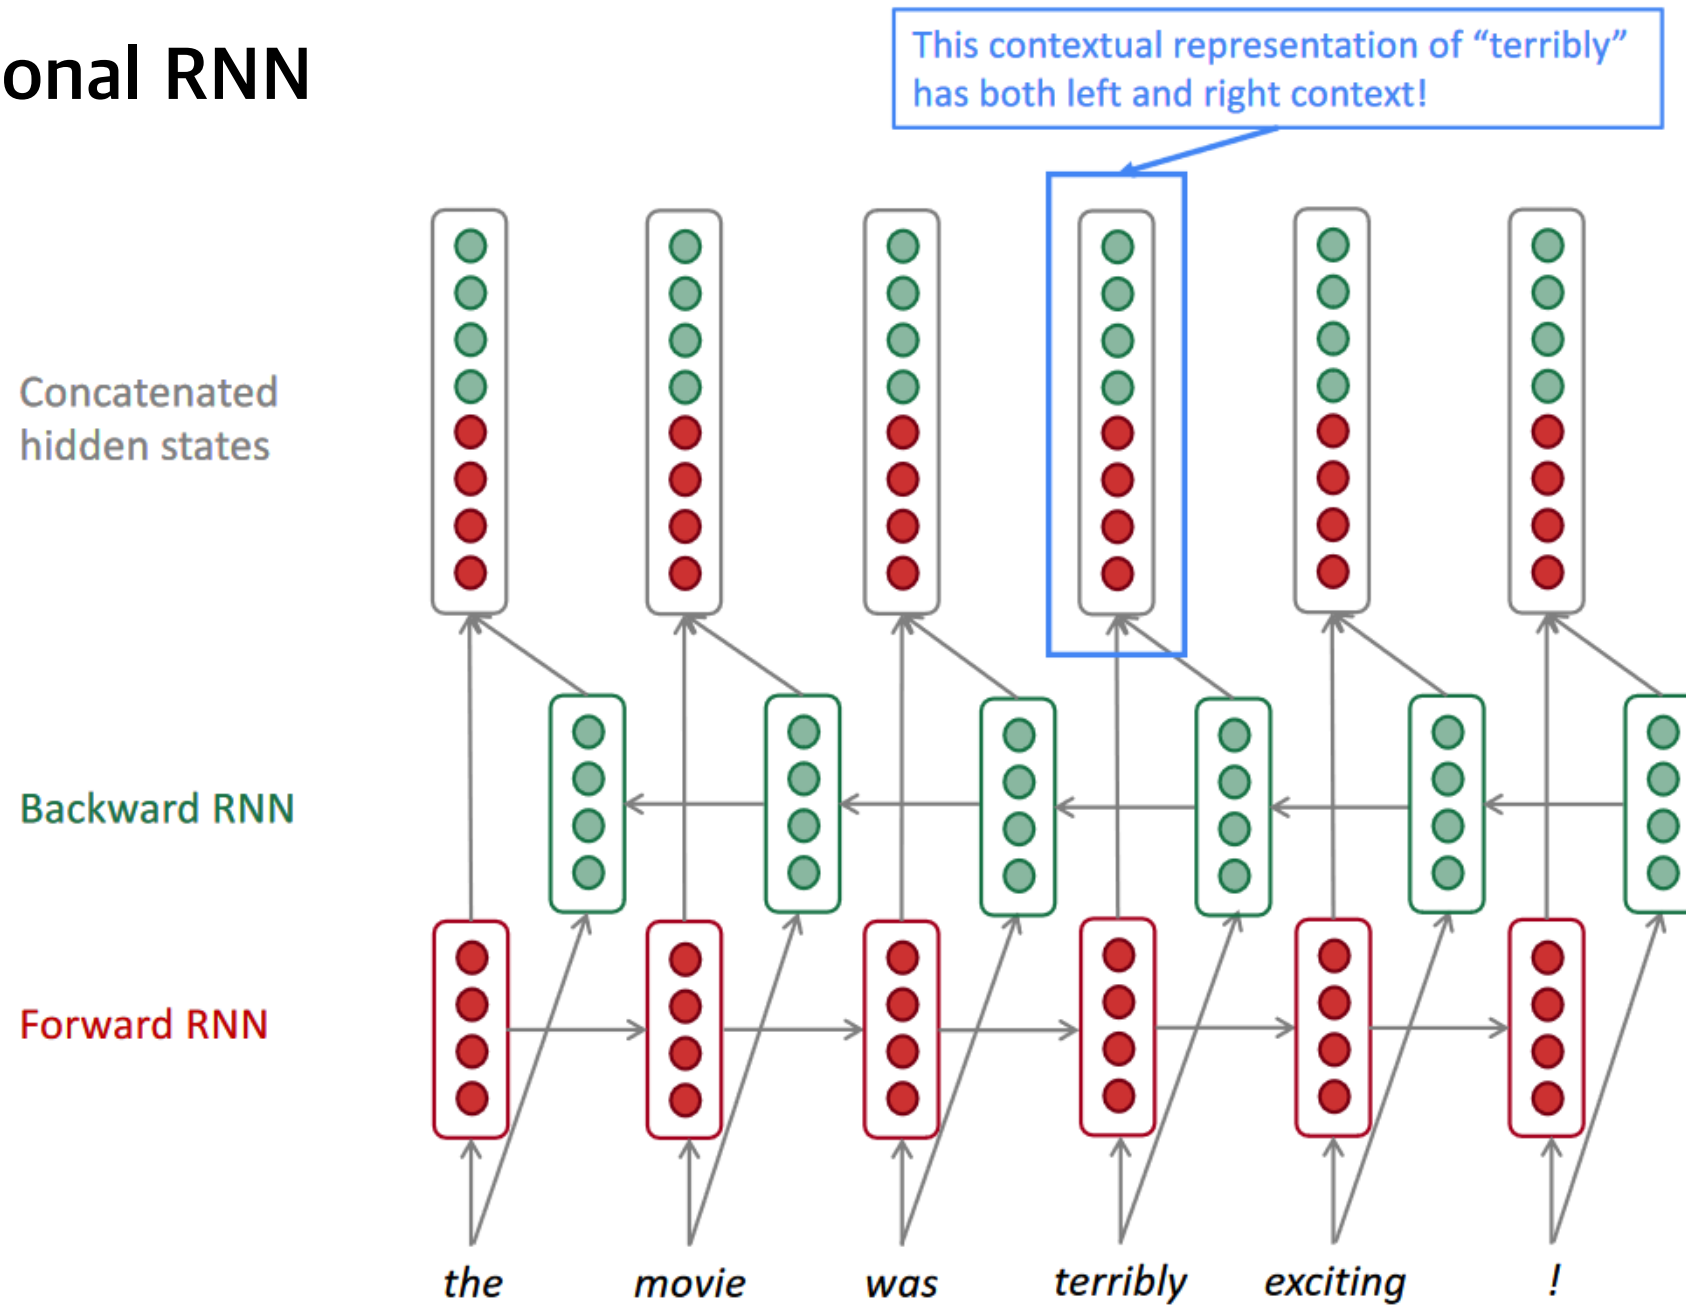 onal RNN
This contextual representation of “terribly”
has both left and right context!
Concatenated
hidden states
Backward RNN
Forward RNN
the movie was terribly exciting !